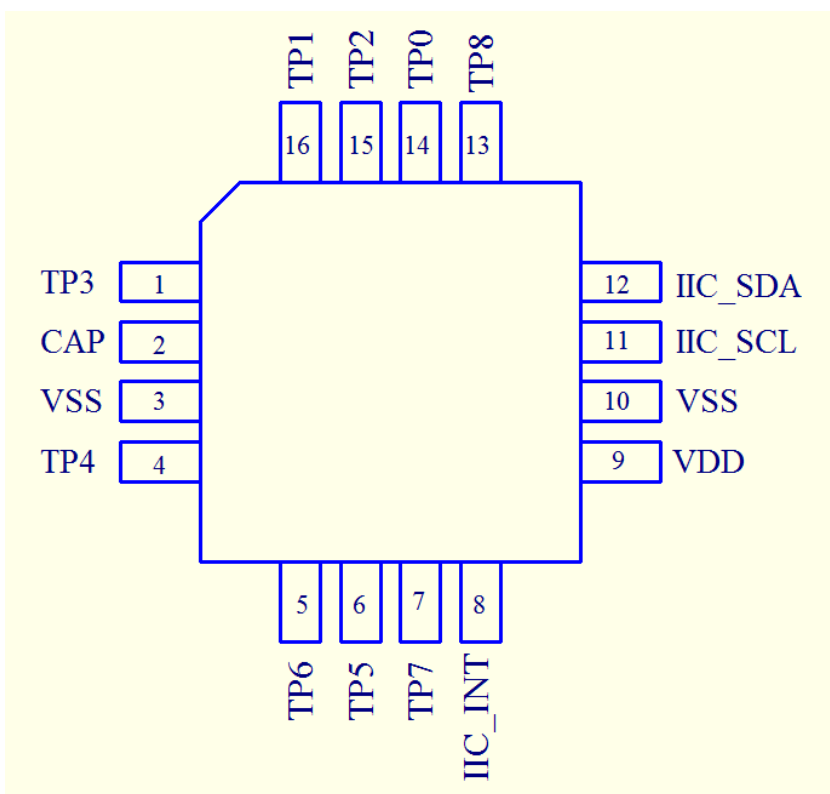 TP1 TP2 TP0 TP8
16 15 14 13
TP3 1 12 IIC_SDA
CAP 2 11 IIC_SCL
VSS 3 10 VSS
TP4 4 9 VDD
5 6 7 8
TP6 TP5 TP7 IIC_INT